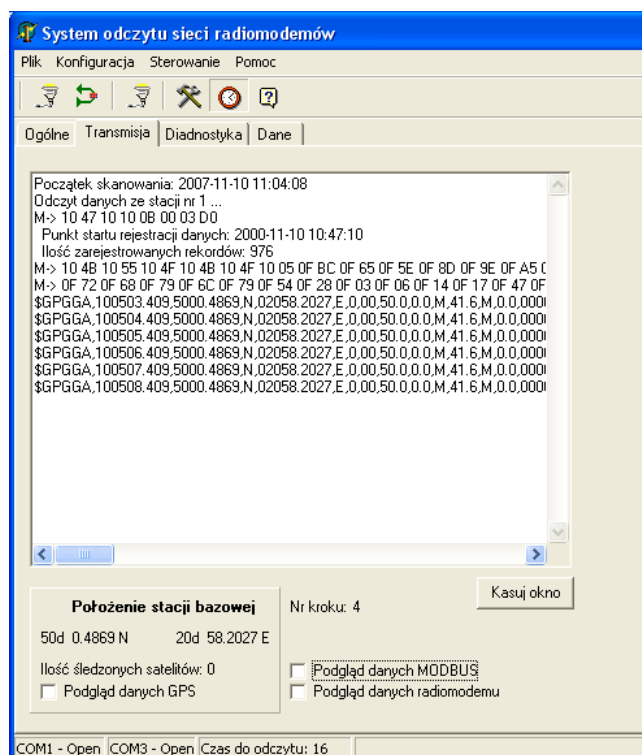 System odczytu sieci radiomodemów
Plik Konfiguracja Sterowanie Pomoc
Ogólne Transmisja Diadnostyka Dane
Początek skanowania: 2007-11-10 11:04:08
Odczyt danych ze stacji nr 1 ...
M-> 10 47 10 10 0B 00 03 D0
Punkt startu rejestracji danych: 2000-11-10 10:47:10
Ilość zarejestrowanych rekordów: 976
M-> 10 4B 10 55 10 4F 10 4B 10 4F 10 05 0F BC 0F 65 0F 5E 0F 8D 0F 9E 0F A5
M-> 0F 72 0F 68 0F 79 0F 6C 0F 79 0F 54 0F 28 0F 03 0F 06 0F 14 0F 17 0F 47 0F
$GPGGA,100503.409,5000.4869,N,02058.2027,E,0,00,50.0,0.0,M,41.6,M,0.0,000
$GPGGA,100504.409,5000.4869,N,02058.2027,E,0,00,50.0,0.0,M,41.6,M,0.0,000
$GPGGA,100505.409,5000.4869,N,02058.2027,E,0,00,50.0,0.0,M,41.6,M,0.0,000
$GPGGA,100506.409,5000.4869,N,02058.2027,E,0,00,50.0,0.0,M,41.6,M,0.0,000
$GPGGA,100507.409,5000.4869,N,02058.2027,E,0,00,50.0,0.0,M,41.6,M,0.0,000
$GPGGA,100508.409,5000.4869,N,02058.2027,E,0,00,50.0,0.0,M,41.6,M,0.0,000
Kasuj okno
Położenie stacji bazowej
Nr kroku: 4
50d 0.4869 N 20d 58.2027 E
Ilość śledzonych satelitów: 0
Podgląd danych MODBUS
Podgląd danych GPS
Podgląd danych radiomodemu
COM1 - Open COM3 - Open Czas do odczytu: 16